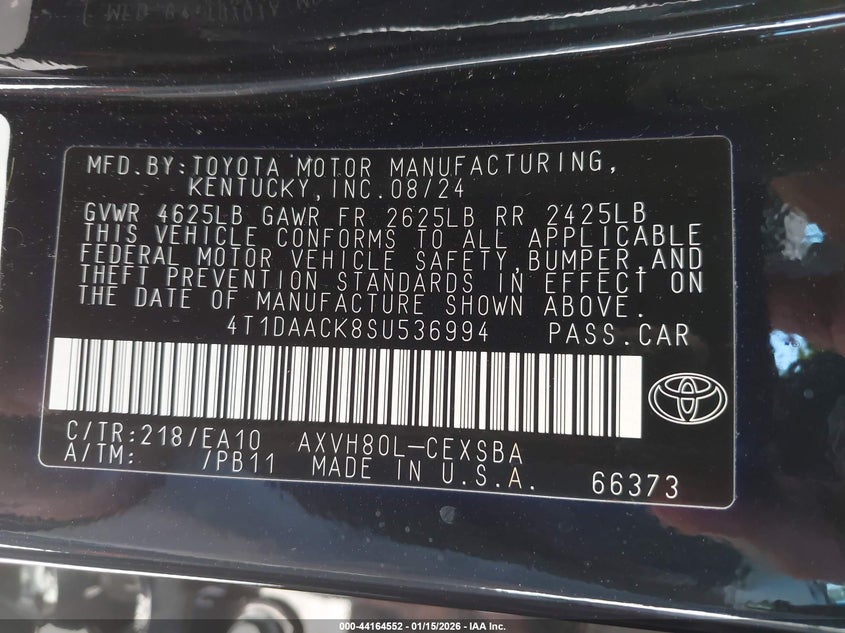 MFD.BY:TOYOTA MOTOR MANUFACTURING,
KENTUCKY,INC.08/24
GVWR 4625LB GAWR FR 2625LB RR 2425LB
THIS VEHICLE CONFORMS TO ALL APPLICABLE
FEDERAL MOTOR VEHICLE SAFETY,BUMPER,AND
THEFT PREVENTION STANDARDS IN EFFECT ON
THE DATE OF MANUFACTURE SHOWN ABOVE.
4T1DAACK8SU536994 PASS.CAR
C/TR:218/EA10 AXVH80L-CEXSBA
A/TM: /PB11 MADE IN U.S.A. 66373
000-44164552 - 01/15/2026 - IAA Inc.